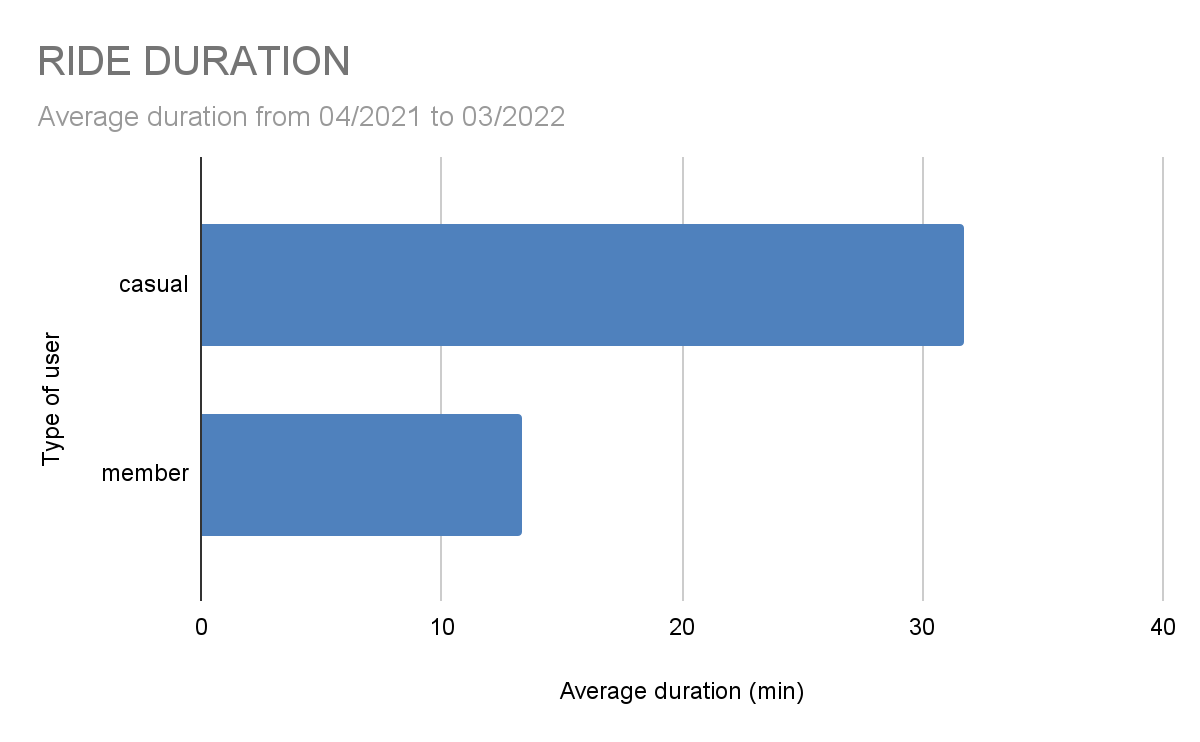 RIDE DURATION
Average duration from 04/2021 to 03/2022
Type of user
casual
member
0 10 20 30 40
Average duration (min)